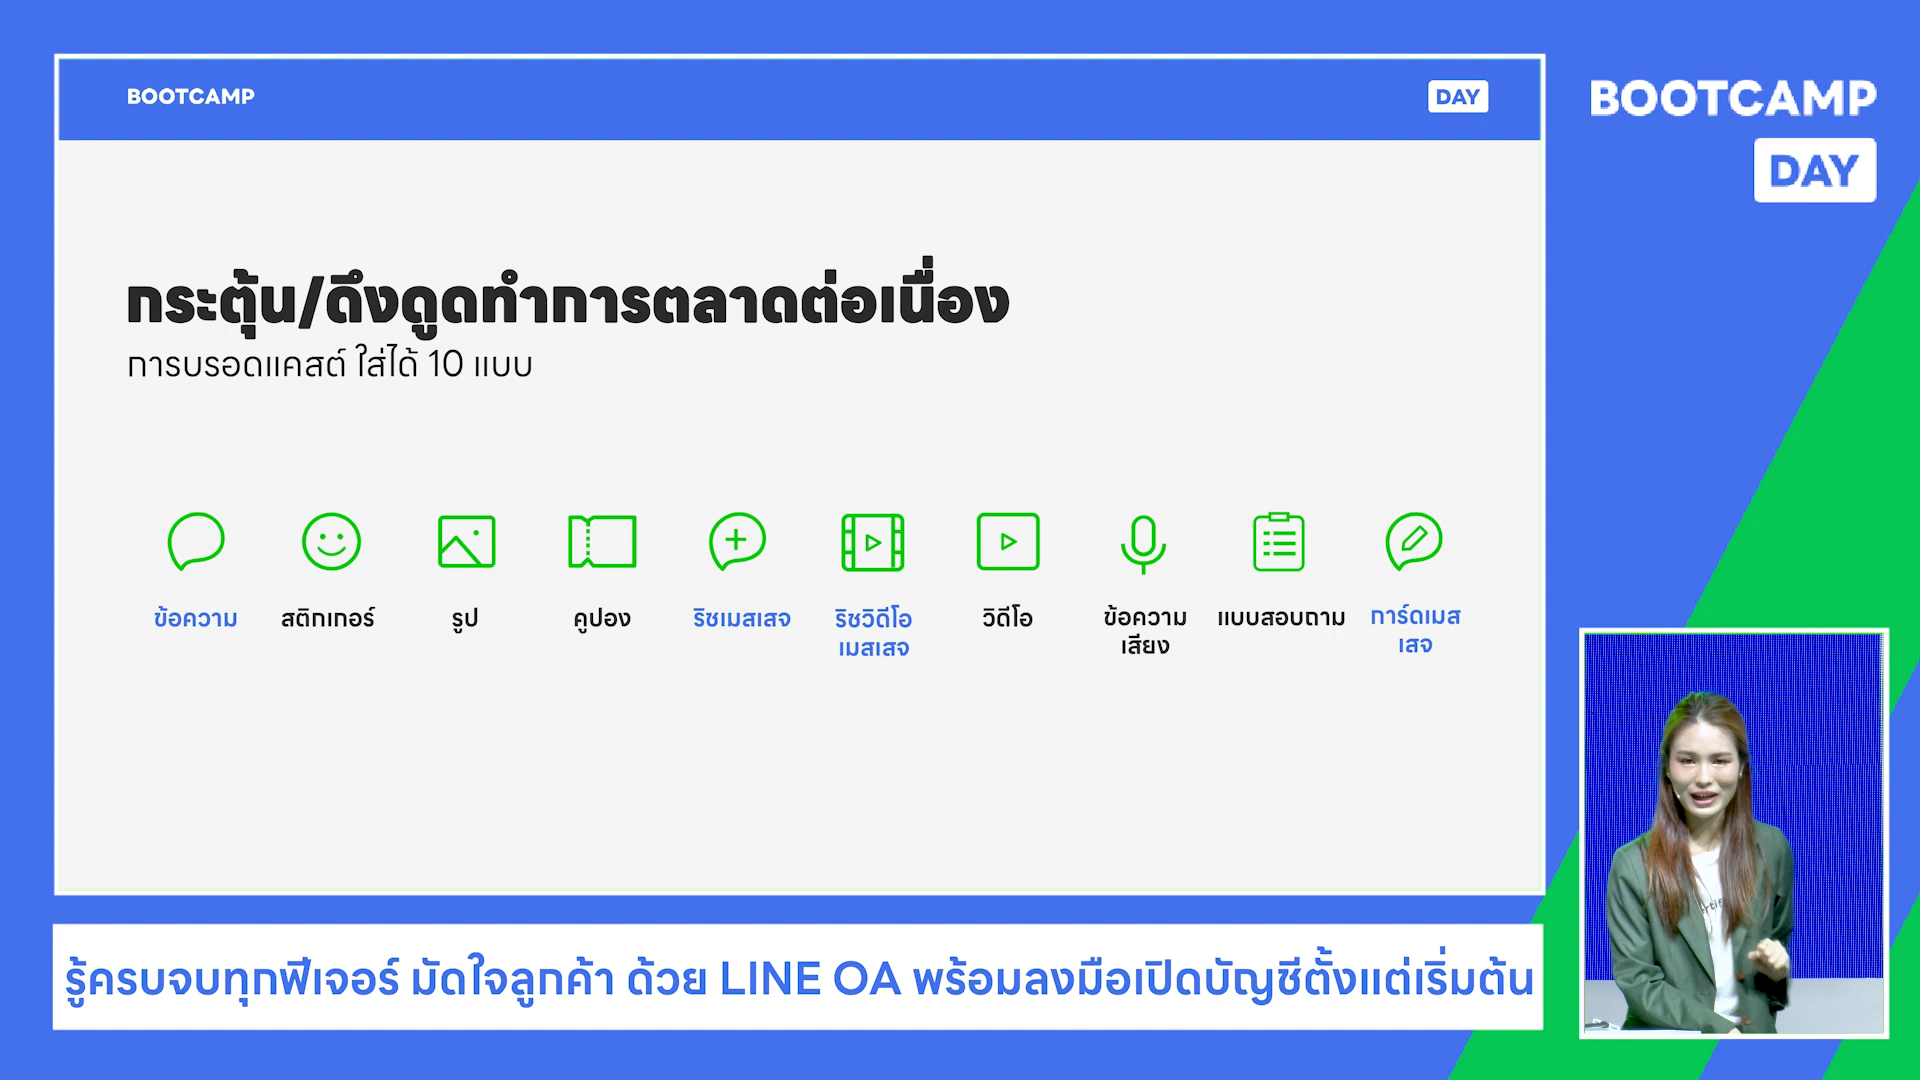 BOOTCAMP
DAY
BOOTCAMP
DAY
กระตุ้น/ดึงดูดทำการตลาดต่อเนื่อง
การบรอดแคสต์ ใส่ได้ 10 แบบ
ข้อความ
สติกเกอร์
รูป
คูปอง
ริชเมสเสจ
ริชวิดีโอ
เมสเสจ
วิดีโอ
ข้อความ
เสียง
แบบสอบถาม
การ์ดเมส
เสจ
รู้ครบจบทุกฟีเจอร์ มัดใจลูกค้า ด้วย LINE OA พร้อมลงมือเปิดบัญชีตั้งแต่เริ่มต้น